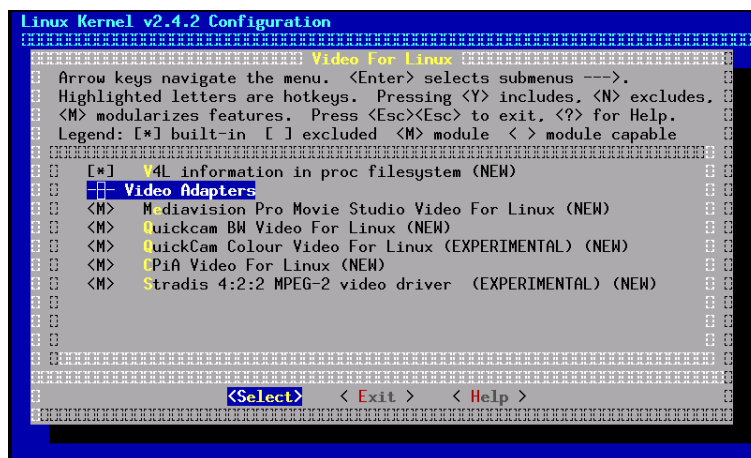 Linux Kernel v2.4.2 Configuration
Video For Linux
Arrow keys navigate the menu. <Enter> selects submenus --->.
Highlighted letters are hotkeys. Pressing <Y> includes, <N> excludes,
<M> modularizes features. Press <Esc><Esc> to exit, <?> for Help.
Legend: [*] built-in [ ] excluded <M> module < > module capable
[*] V4L information in proc filesystem (NEW)
--- Video Adapters
<M> Mediavision Pro Movie Studio Video For Linux (NEW)
<M> Quickcam BW Video For Linux (NEW)
<M> QuickCam Colour Video For Linux (EXPERIMENTAL) (NEW)
<M> CPiA Video For Linux (NEW)
<M> Stradis 4:2:2 MPEG-2 video driver (EXPERIMENTAL) (NEW)
<Select> < Exit > < Help >